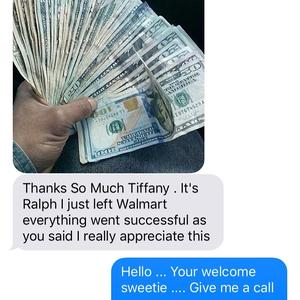 Thanks So Much Tiffany . It's
Ralph I just left Walmart
everything went successful as
you said I really appreciate this
Hello ... Your welcome
sweetie .... Give me a call